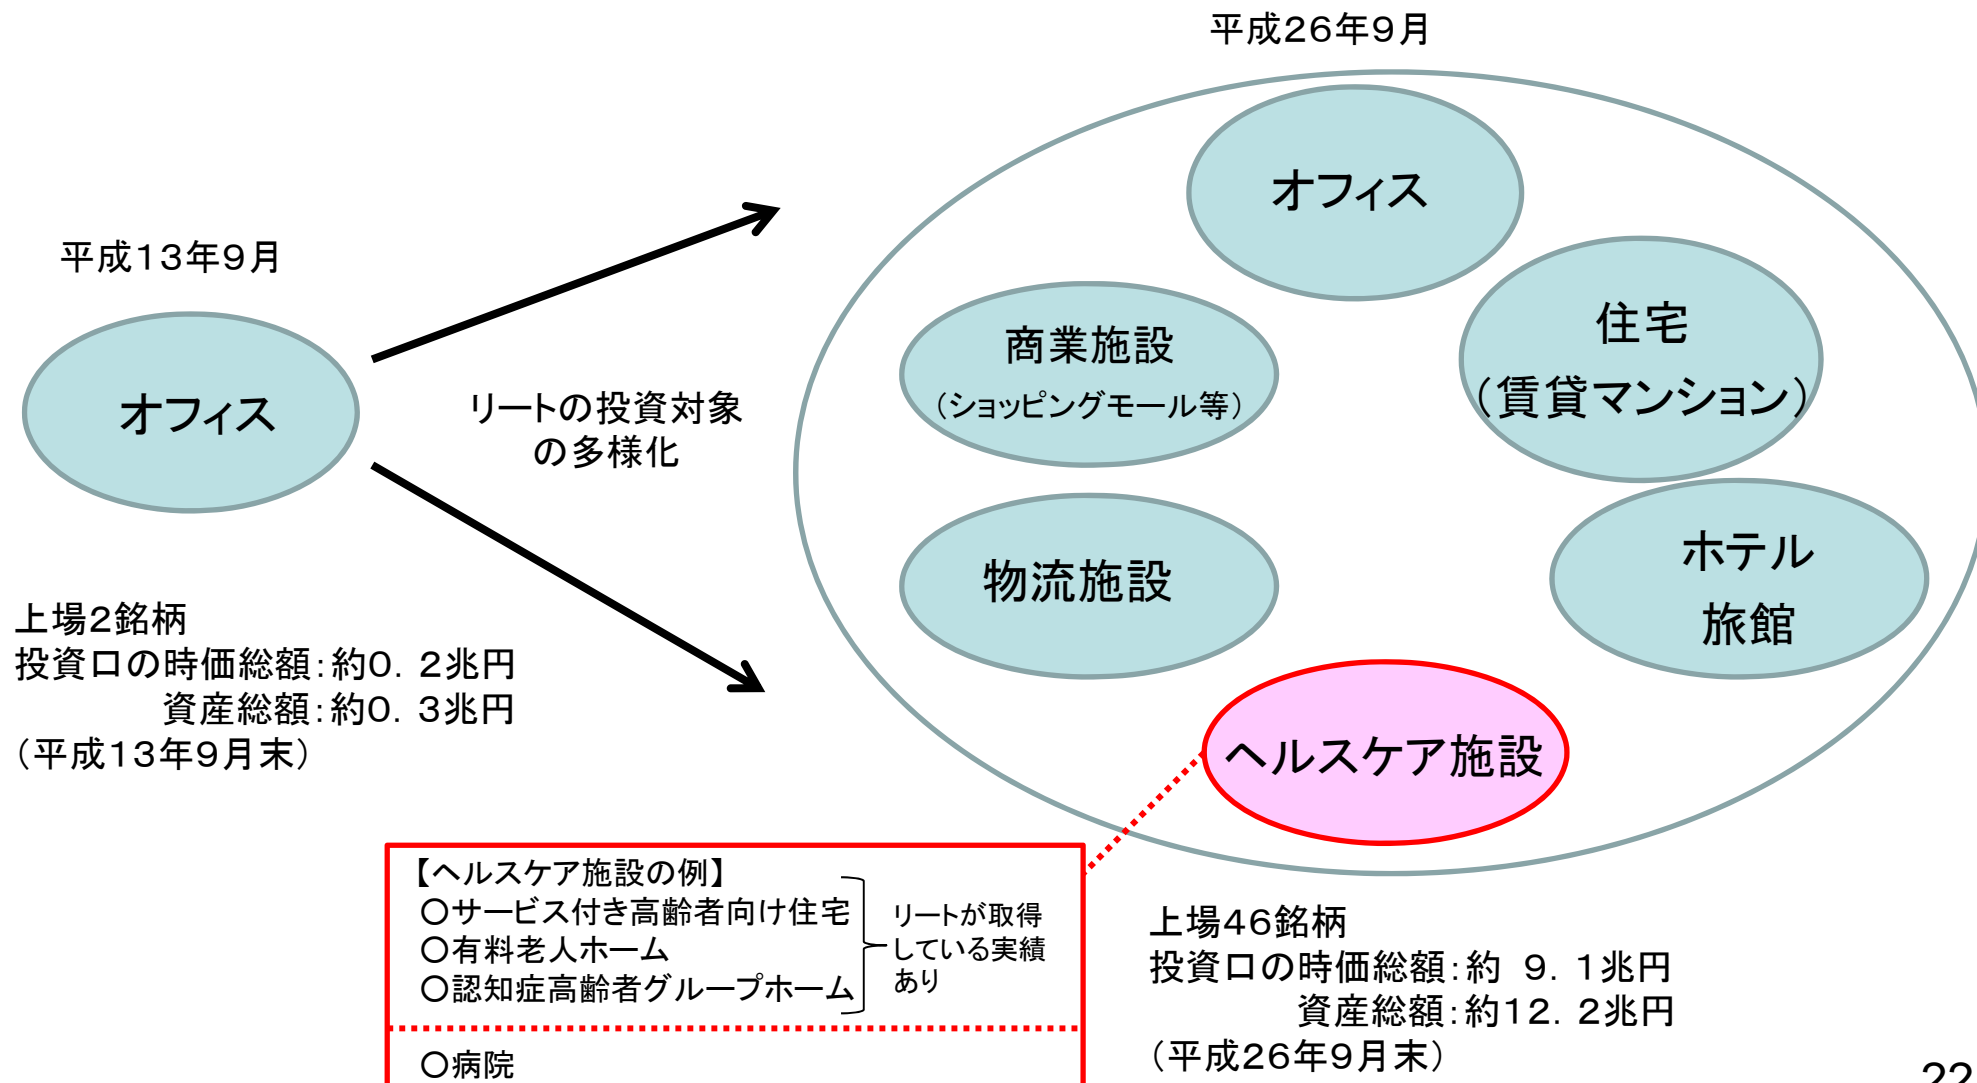 平成26年9月
平成13年9月
オフィス
リートの投資対象
の多様化
オフィス
商業施設
（ショッピングモール等）
住宅
（賃貸マンション）
物流施設
ホテル
旅館
ヘルスケア施設
上場2銘柄
投資口の時価総額：約0．2兆円
資産総額：約0．3兆円
（平成13年9月末）
【ヘルスケア施設の例】
○サービス付き高齢者向け住宅
○有料老人ホーム
○認知症高齢者グループホーム
リートが取得
している実績
あり
○病院
上場46銘柄
投資口の時価総額：約 9．1兆円
資産総額：約12．2兆円
（平成26年9月末）
22